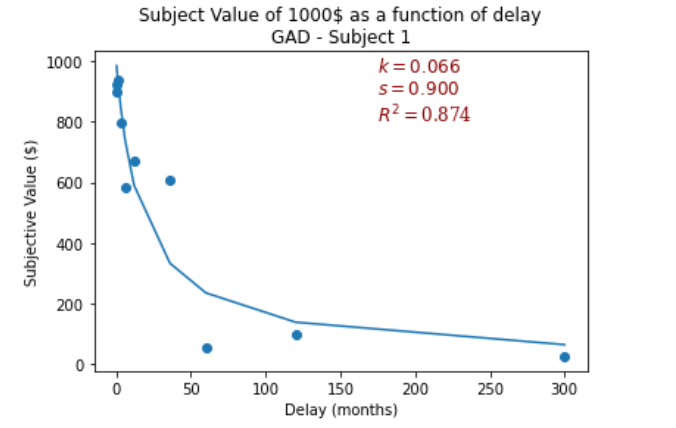 Subject Value of 1000$ as a function of delay
GAD - Subject 1
k = 0.066
s = 0.900
R² = 0.874
1000
800
600
400
200
0
Subjective Value ($)
0 50 100 150 200 250 300
Delay (months)